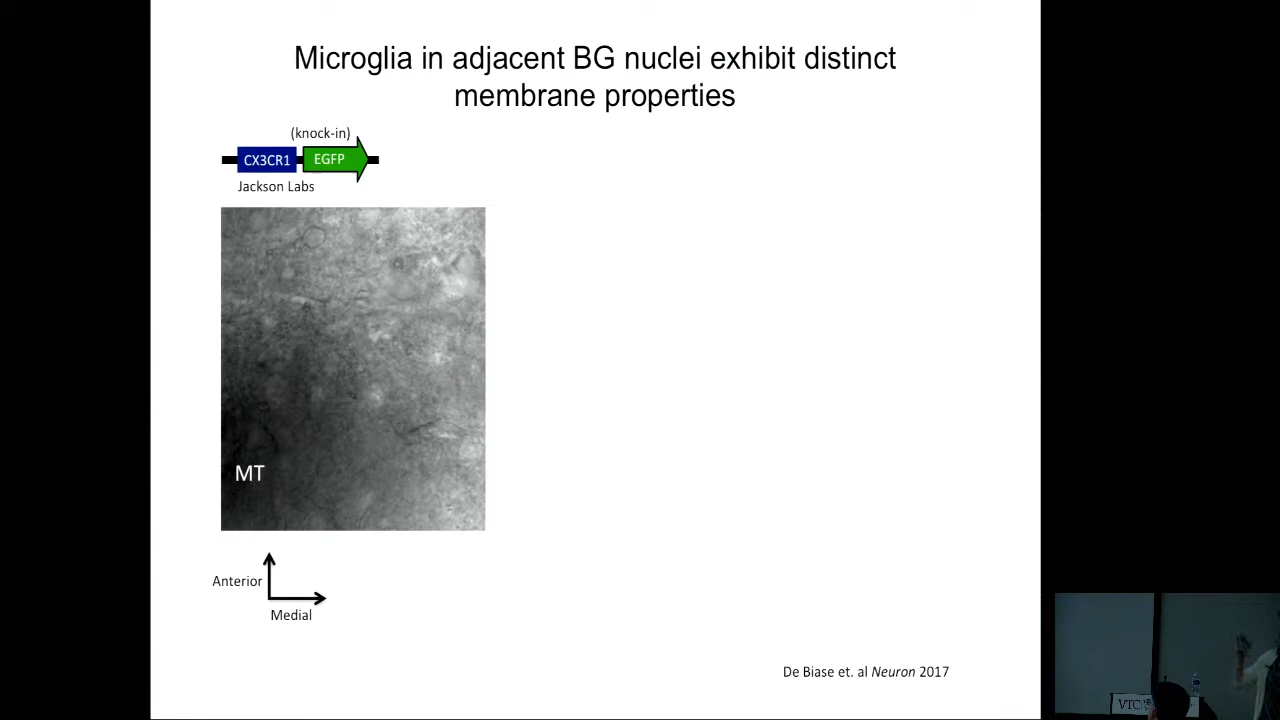 Microglia in adjacent BG nuclei exhibit distinct
membrane properties
(knock-in)
CX3CR1 EGFP
Jackson Labs
MT
Anterior
Medial
De Biase et. al Neuron 2017